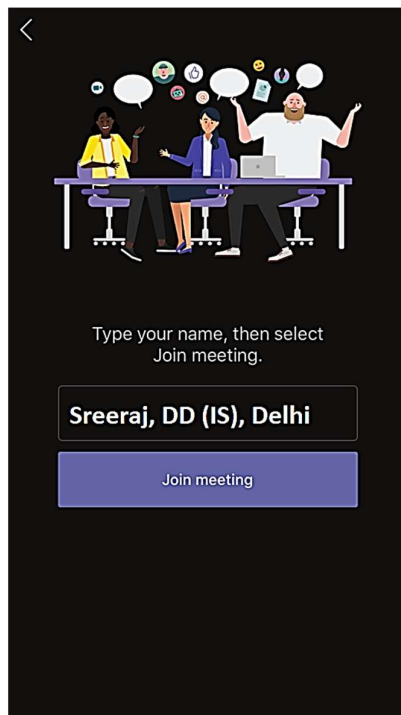 Type your name, then select
Join meeting.
Sreeraj, DD (IS), Delhi
Join meeting